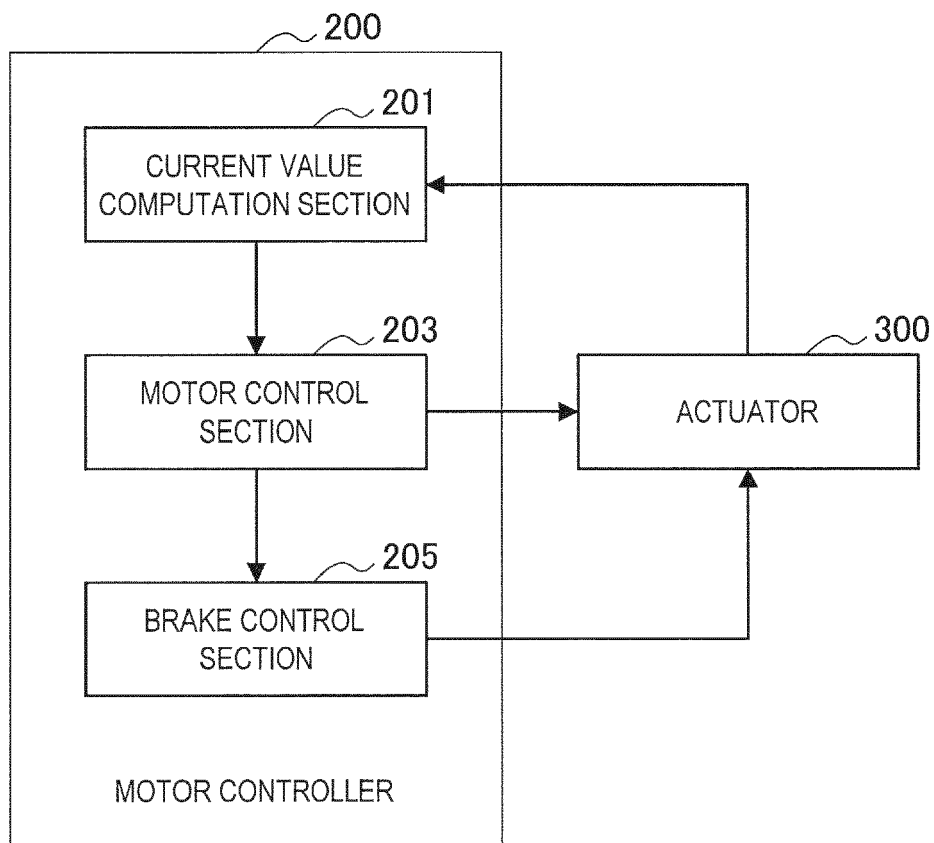 200
201
CURRENT VALUE
COMPUTATION SECTION
203
MOTOR CONTROL
SECTION
300
ACTUATOR
205
BRAKE CONTROL
SECTION
MOTOR CONTROLLER